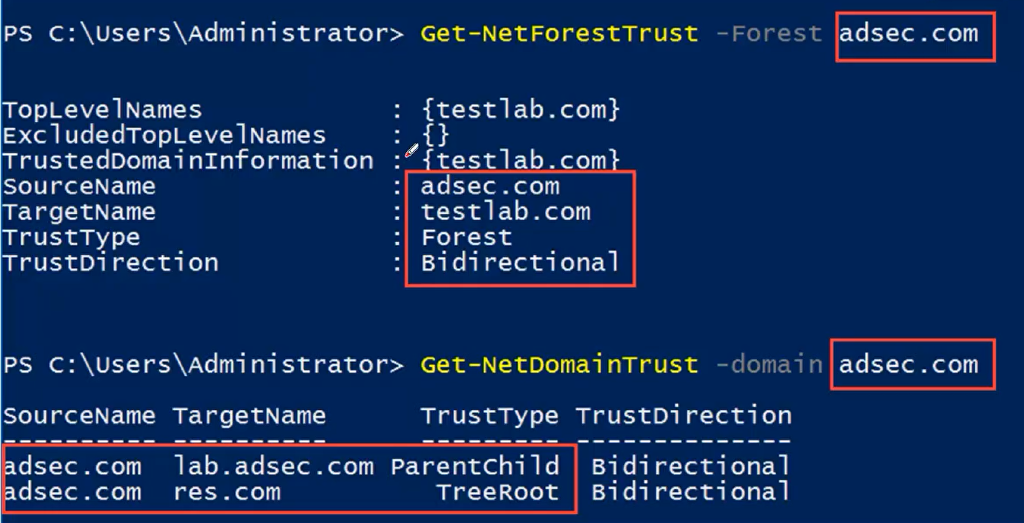 PS C:\Users\Administrator> Get-NetForestTrust -Forest adsec.com
TopLevelNames : {testlab.com}
ExcludedTopLevelNames : {}
TrustedDomainInformation : {testlab.com}
SourceName : adsec.com
TargetName : testlab.com
TrustType : Forest
TrustDirection : Bidirectional
PS C:\Users\Administrator> Get-NetDomainTrust -domain adsec.com
SourceName TargetName TrustType TrustDirection
---------- ---------- --------- --------------
adsec.com lab.adsec.com ParentChild Bidirectional
adsec.com res.com TreeRoot Bidirectional